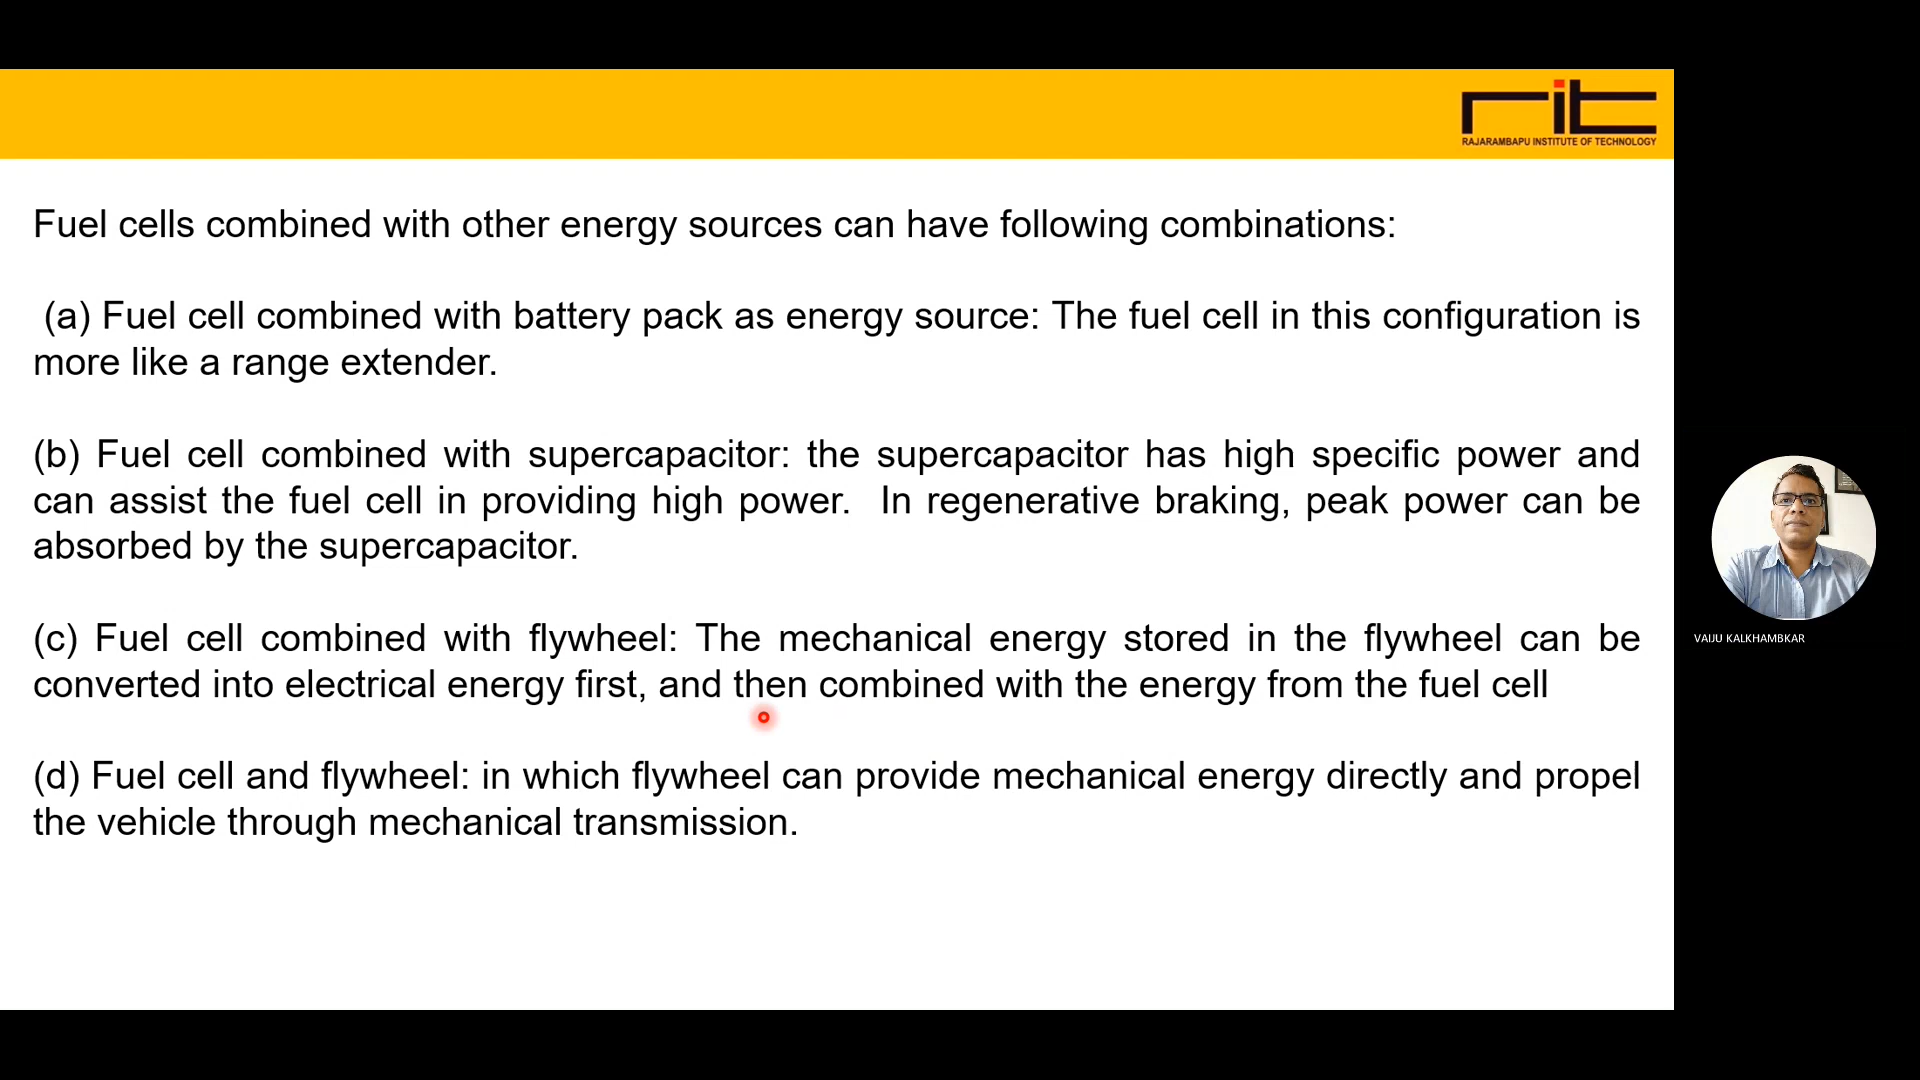 rit
RAJARAMBAPU INSTITUTE OF TECHNOLOGY
Fuel cells combined with other energy sources can have following combinations:
(a) Fuel cell combined with battery pack as energy source: The fuel cell in this configuration is
more like a range extender.
(b) Fuel cell combined with supercapacitor: the supercapacitor has high specific power and
can assist the fuel cell in providing high power. In regenerative braking, peak power can be
absorbed by the supercapacitor.
(c) Fuel cell combined with flywheel: The mechanical energy stored in the flywheel can be
converted into electrical energy first, and then combined with the energy from the fuel cell
(d) Fuel cell and flywheel: in which flywheel can provide mechanical energy directly and propel
the vehicle through mechanical transmission.
VAIJU KALKHAMBKAR